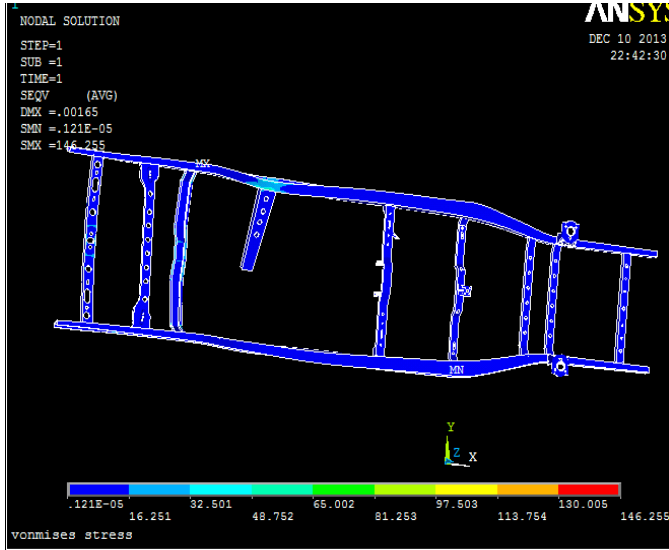 1
NODAL SOLUTION
ANSYS
DEC 10 2013
22:42:30
STEP=1
SUB =1
TIME=1
SEQV (AVG)
DMX =.00165
SMN =.121E-05
SMX =146.255
MX
MN
Y
Z X
.121E-05 32.501 65.002 97.503 130.005
16.251 48.752 81.253 113.754 146.255
vonmises stress